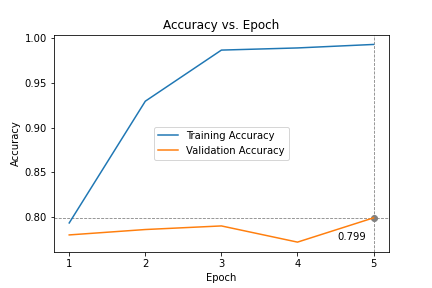 Accuracy vs. Epoch
1.00
0.95
0.90
0.85
0.80
Accuracy
Training Accuracy
Validation Accuracy
0.799
1 2 3 4 5
Epoch